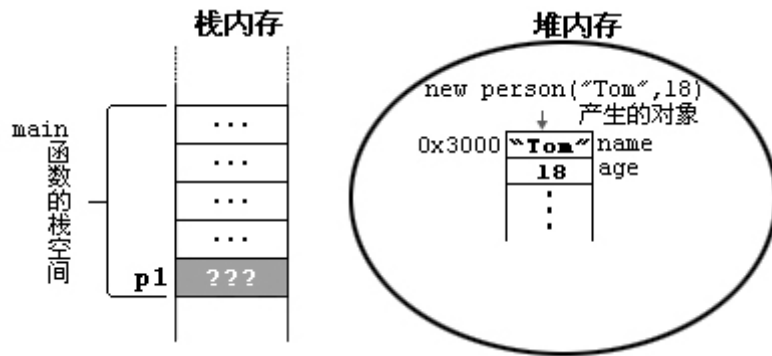 栈内存
堆内存
new person("Tom",18)
产生的对象
main
函数的栈空间
...
...
...
...
p1
???
0x3000
"Tom"
name
18
age